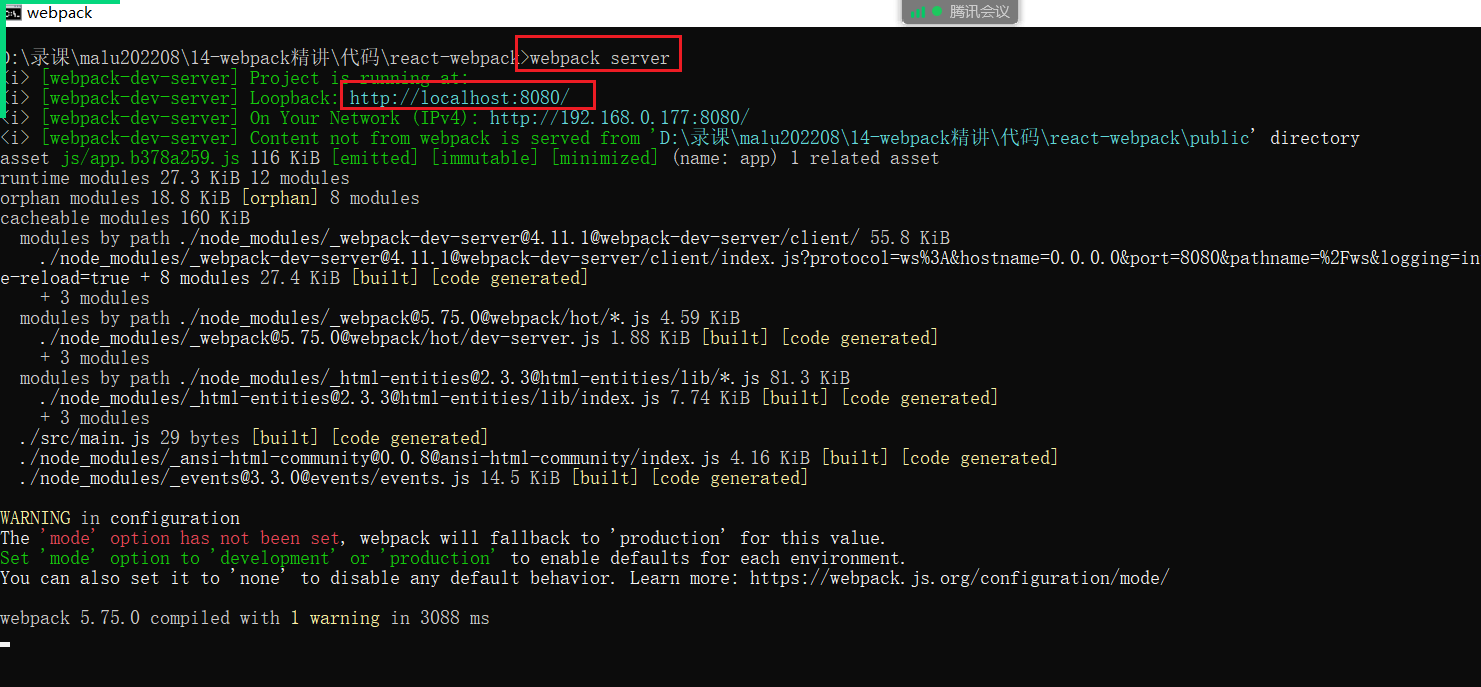 webpack
腾讯会议
D:\录课\malu202208\14-webpack精讲\代码\react-webpack>webpack server
<i> [webpack-dev-server] Project is running at:
<i> [webpack-dev-server] Loopback: http://localhost:8080/
<i> [webpack-dev-server] On Your Network (IPv4): http://192.168.0.177:8080/
<i> [webpack-dev-server] Content not from webpack is served from 'D:\录课\malu202208\14-webpack精讲\代码\react-webpack\public' directory
asset js/app.b378a259.js 116 KiB [emitted] [immutable] [minimized] (name: app) 1 related asset
runtime modules 27.3 KiB 12 modules
orphan modules 18.8 KiB [orphan] 8 modules
cacheable modules 160 KiB
modules by path ./node_modules/_webpack-dev-server@4.11.1@webpack-dev-server/client/ 55.8 KiB
./node_modules/_webpack-dev-server@4.11.1@webpack-dev-server/client/index.js?protocol=ws%3A&hostname=0.0.0.0&port=8080&pathname=%2Fws&logging=in
e-reload=true + 8 modules 27.4 KiB [built] [code generated]
+ 3 modules
modules by path ./node_modules/_webpack@5.75.0@webpack/hot/*.js 4.59 KiB
./node_modules/_webpack@5.75.0@webpack/hot/dev-server.js 1.88 KiB [built] [code generated]
+ 3 modules
modules by path ./node_modules/_html-entities@2.3.3@html-entities/lib/*.js 81.3 KiB
./node_modules/_html-entities@2.3.3@html-entities/lib/index.js 7.74 KiB [built] [code generated]
+ 3 modules
./src/main.js 29 bytes [built] [code generated]
./node_modules/_ansi-html-community@0.0.8@ansi-html-community/index.js 4.16 KiB [built] [code generated]
./node_modules/_events@3.3.0@events/events.js 14.5 KiB [built] [code generated]
WARNING in configuration
The 'mode' option has not been set, webpack will fallback to 'production' for this value.
Set 'mode' option to 'development' or 'production' to enable defaults for each environment.
You can also set it to 'none' to disable any default behavior. Learn more: https://webpack.js.org/configuration/mode/
webpack 5.75.0 compiled with 1 warning in 3088 ms